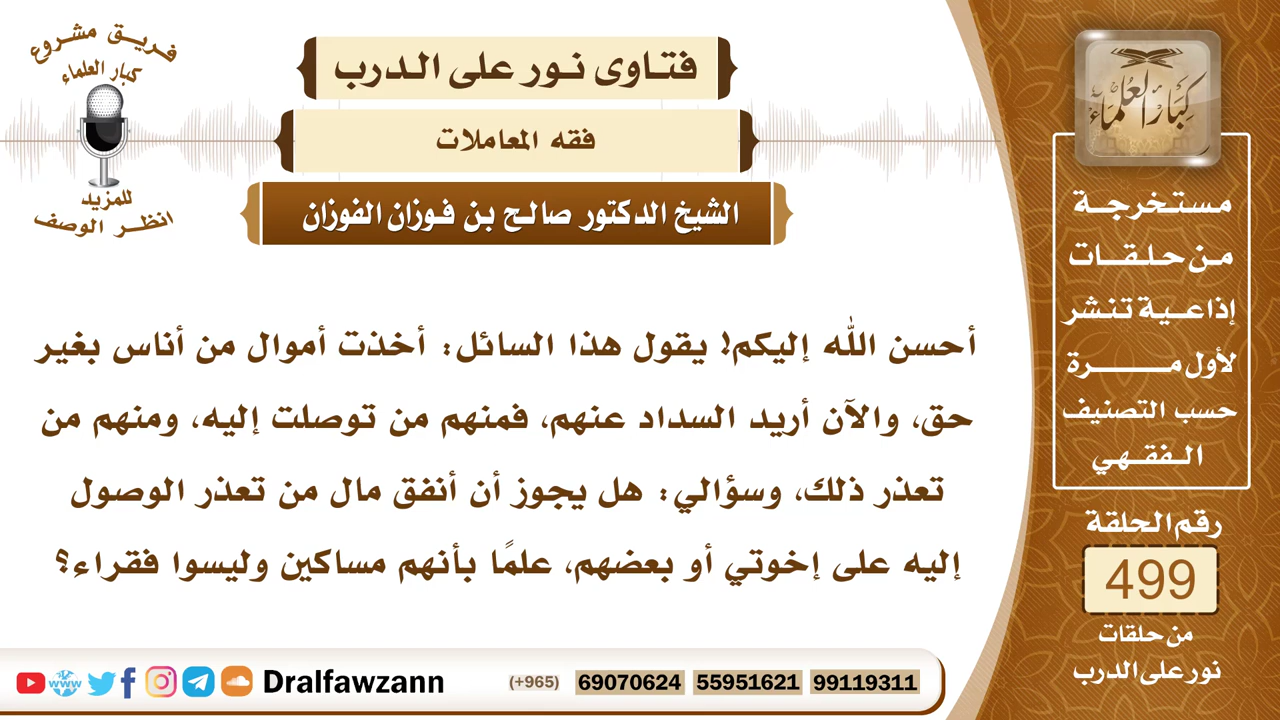 فريق مشروع
كبار العلماء
للمزيد
انظر الوصف
فتاوى نور على الدرب
فقه المعاملات
الشيخ الدكتور صالح بن فوزان الفوزان
أحسن الله إليكم! يقول هذا السائل: أخذت أموال من أناس بغير
حق، والآن أريد السداد عنهم، فمنهم من توصلت إليه، ومنهم من
تعذر ذلك، وسؤالي: هل يجوز أن أنفق مال من تعذر الوصول
إليه على إخوتي أو بعضهم، علمًا بأنهم مساكين وليسوا فقراء؟
كبار العلماء
مستخرجة
من حلقات
إذاعية تنشر
لأول مرة
حسب التصنيف
الفقهي
رقم الحلقة
499
من حلقات
نور على الدرب
www
Dralfawzann
(+965) 69070624 55951621 99119311